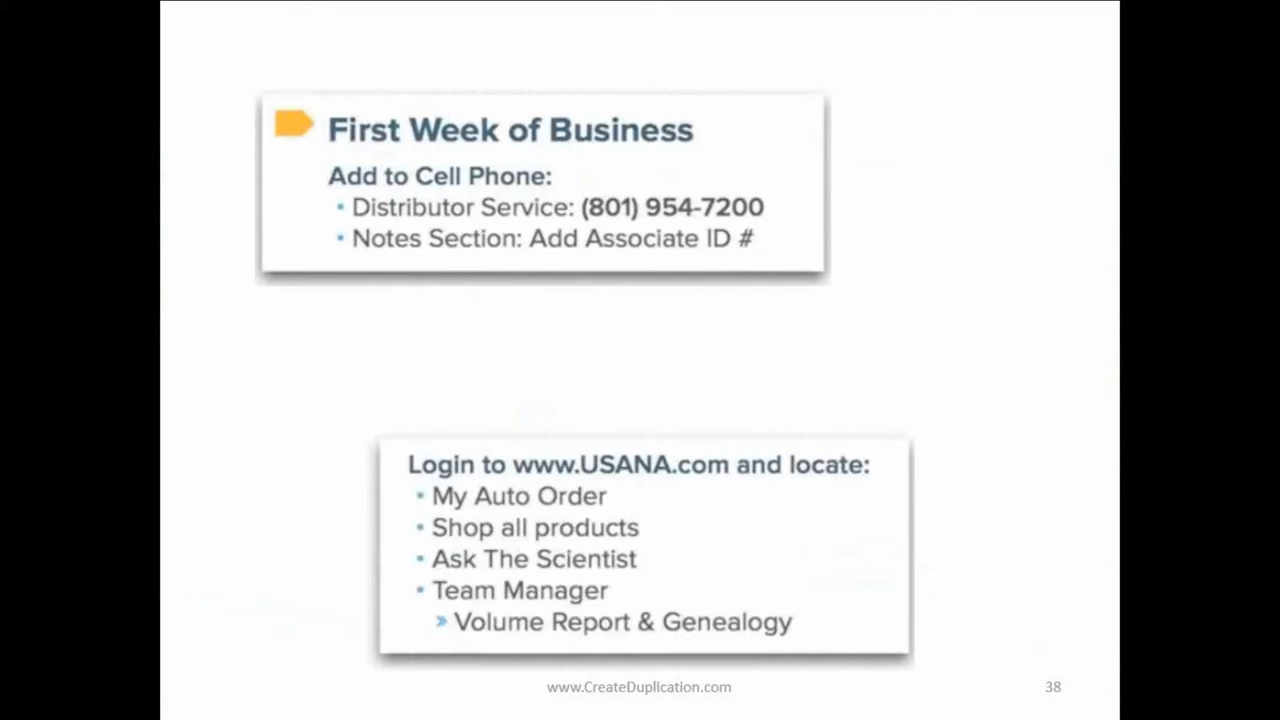 First Week of Business
Add to Cell Phone:
• Distributor Service: (801) 954-7200
• Notes Section: Add Associate ID #
Login to www.USANA.com and locate:
• My Auto Order
• Shop all products
• Ask The Scientist
• Team Manager
» Volume Report & Genealogy
www.CreateDuplication.com
38